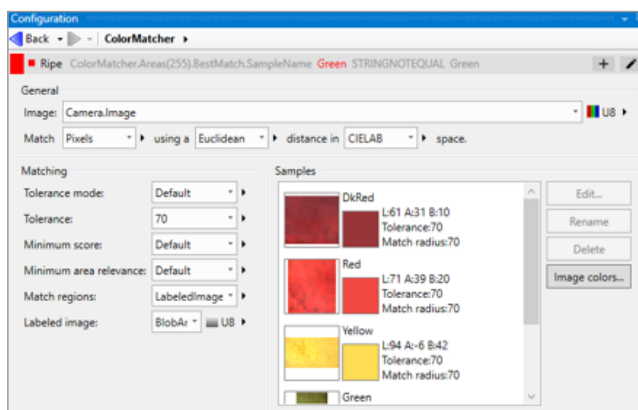 Configuration
Back ColorMatcher
Ripe ColorMatcher.Areas(255).BestMatch.SampleName Green STRINGNOTEQUAL Green
General
Image: Camera.Image U8
Match Pixels using a Euclidean distance in CIELAB space.
Matching
Tolerance mode: Default
Tolerance: 70
Minimum score: Default
Minimum area relevance: Default
Match regions: LabeledImage
Labeled image: BlobAr U8
Samples
DkRed
L:61 A:31 B:10
Tolerance:70
Match radius:70
Red
L:71 A:39 B:20
Tolerance:70
Match radius:70
Yellow
L:94 A:-6 B:42
Tolerance:70
Match radius:70
Green
Edit...
Rename
Delete
Image colors...